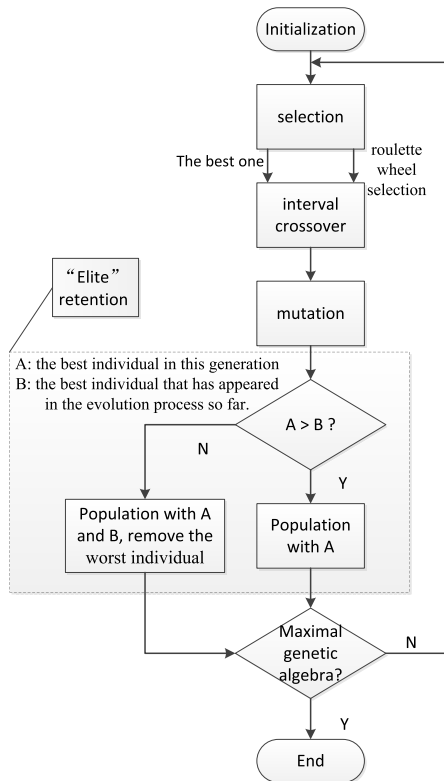 Initialization
selection
The best one
roulette
wheel
selection
interval
crossover
“Elite”
retention
mutation
A: the best individual in this generation
B: the best individual that has appeared
in the evolution process so far.
A > B ?
N
Y
Population with A
and B, remove the
worst individual
Population
with A
Maximal
genetic
algebra?
N
Y
End